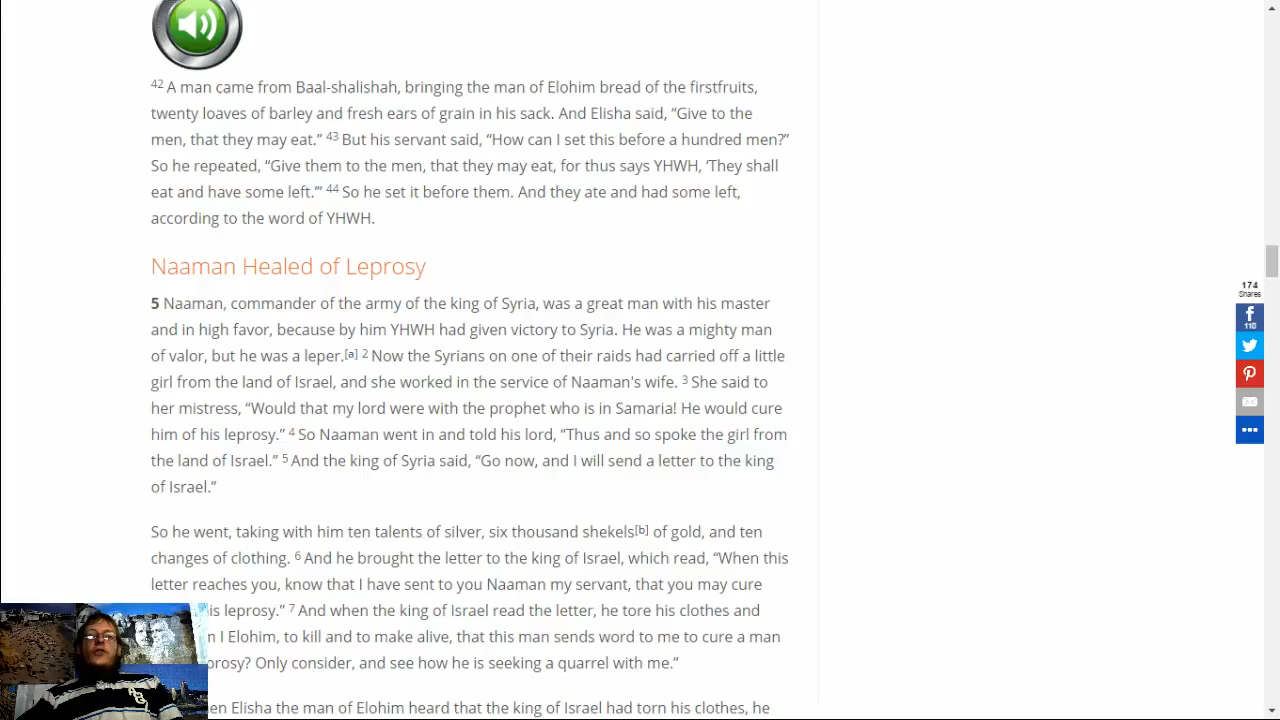 42 A man came from Baal-shalishah, bringing the man of Elohim bread of the firstfruits,
twenty loaves of barley and fresh ears of grain in his sack. And Elisha said, “Give to the
men, that they may eat.” 43 But his servant said, “How can I set this before a hundred men?”
So he repeated, “Give them to the men, that they may eat, for thus says YHWH, ‘They shall
eat and have some left.’” 44 So he set it before them. And they ate and had some left,
according to the word of YHWH.
Naaman Healed of Leprosy
5 Naaman, commander of the army of the king of Syria, was a great man with his master
and in high favor, because by him YHWH had given victory to Syria. He was a mighty man
of valor, but he was a leper.[a] 2 Now the Syrians on one of their raids had carried off a little
girl from the land of Israel, and she worked in the service of Naaman's wife. 3 She said to
her mistress, “Would that my lord were with the prophet who is in Samaria! He would cure
him of his leprosy.” 4 So Naaman went in and told his lord, “Thus and so spoke the girl from
the land of Israel.” 5 And the king of Syria said, “Go now, and I will send a letter to the king
of Israel.”
So he went, taking with him ten talents of silver, six thousand shekels[b] of gold, and ten
changes of clothing. 6 And he brought the letter to the king of Israel, which read, “When this
letter reaches you, know that I have sent to you Naaman my servant, that you may cure
is leprosy.” 7 And when the king of Israel read the letter, he tore his clothes and
I Elohim, to kill and to make alive, that this man sends word to me to cure a man
orosy? Only consider, and see how he is seeking a quarrel with me.”
en Elisha the man of Elohim heard that the king of Israel had torn his clothes, he
174
Shares
110